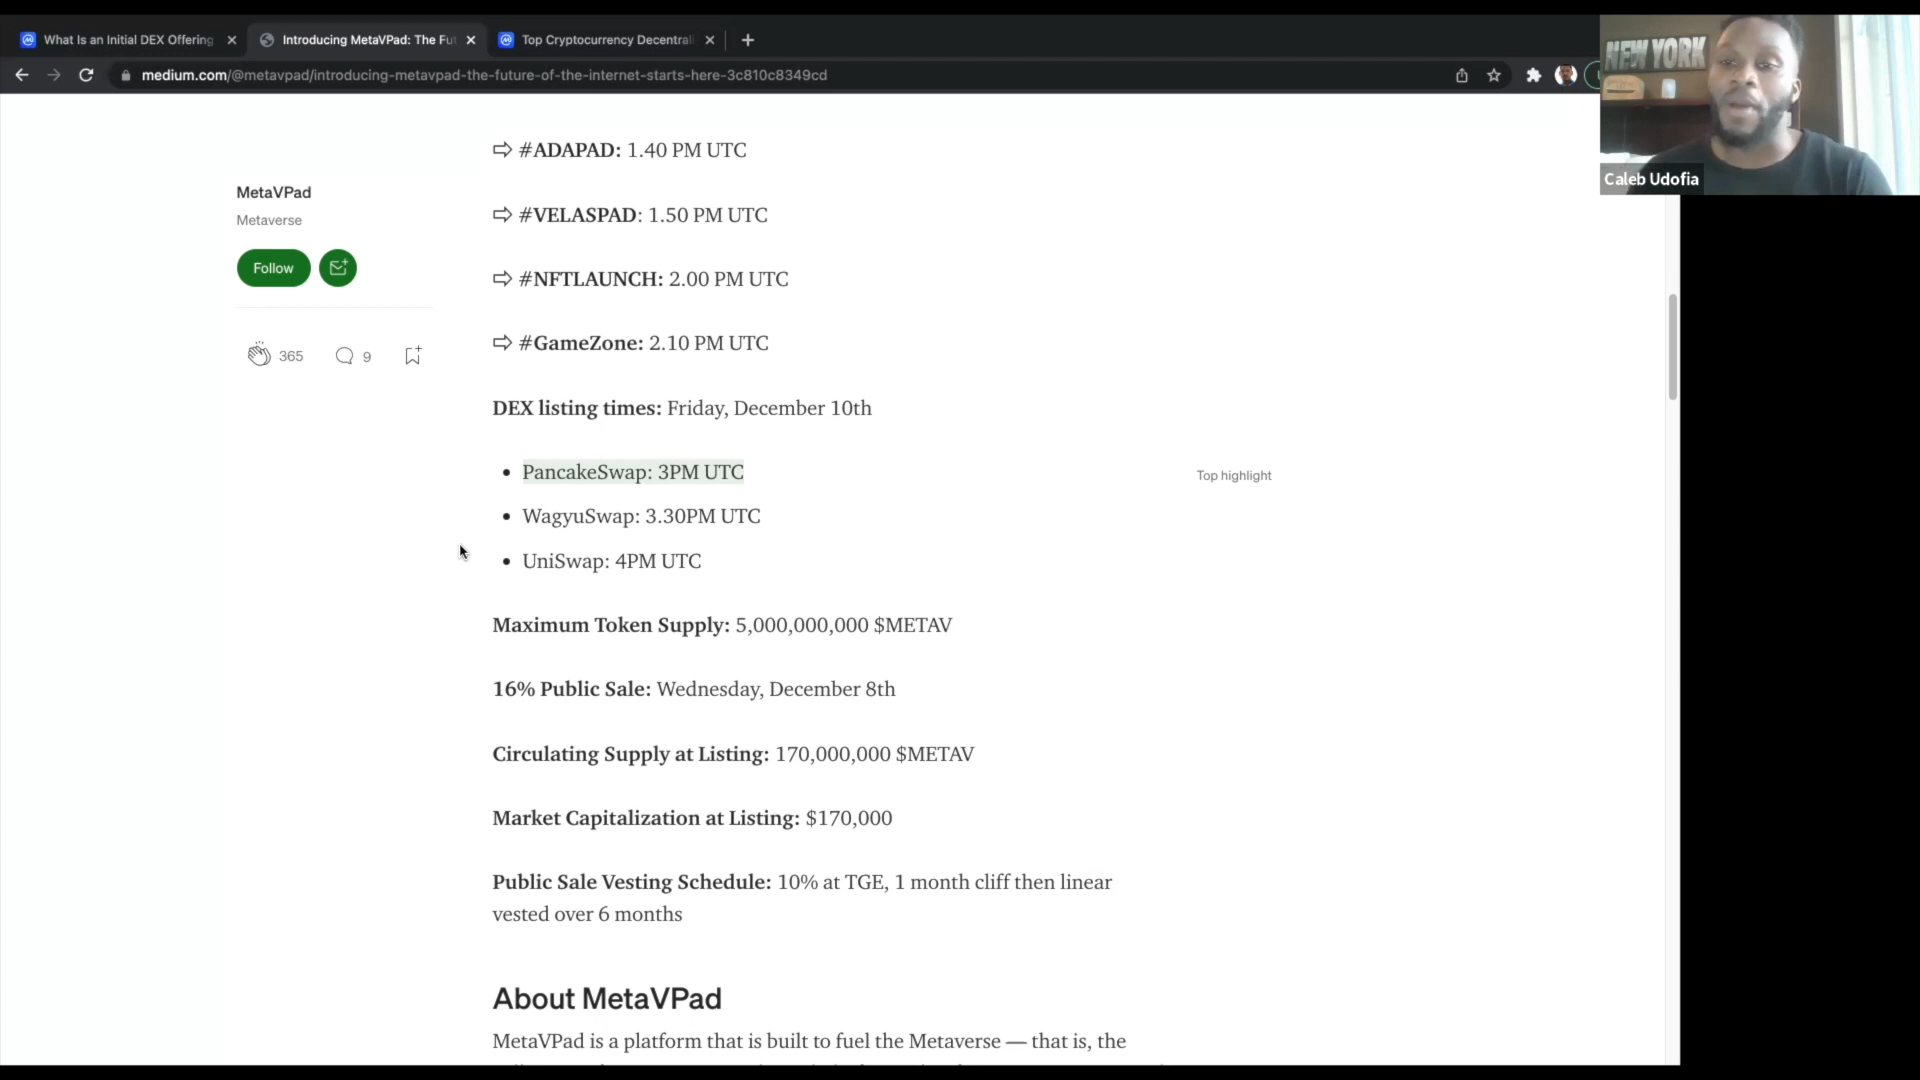 What Is an Initial DEX Offering
Introducing MetaVPad: The Fut
Top Cryptocurrency Decentrali
medium.com/@metavpad/introducing-metavpad-the-future-of-the-internet-starts-here-3c810c8349cd
NEW YORK
Caleb Udofia
MetaVPad
Metaverse
Follow
365
9
⇨ #ADAPAD: 1.40 PM UTC
⇨ #VELASPAD: 1.50 PM UTC
⇨ #NFTLAUNCH: 2.00 PM UTC
⇨ #GameZone: 2.10 PM UTC
DEX listing times: Friday, December 10th
• PancakeSwap: 3PM UTC
Top highlight
• WagyuSwap: 3.30PM UTC
• UniSwap: 4PM UTC
Maximum Token Supply: 5,000,000,000 $METAV
16% Public Sale: Wednesday, December 8th
Circulating Supply at Listing: 170,000,000 $METAV
Market Capitalization at Listing: $170,000
Public Sale Vesting Schedule: 10% at TGE, 1 month cliff then linear
vested over 6 months
About MetaVPad
MetaVPad is a platform that is built to fuel the Metaverse — that is, the